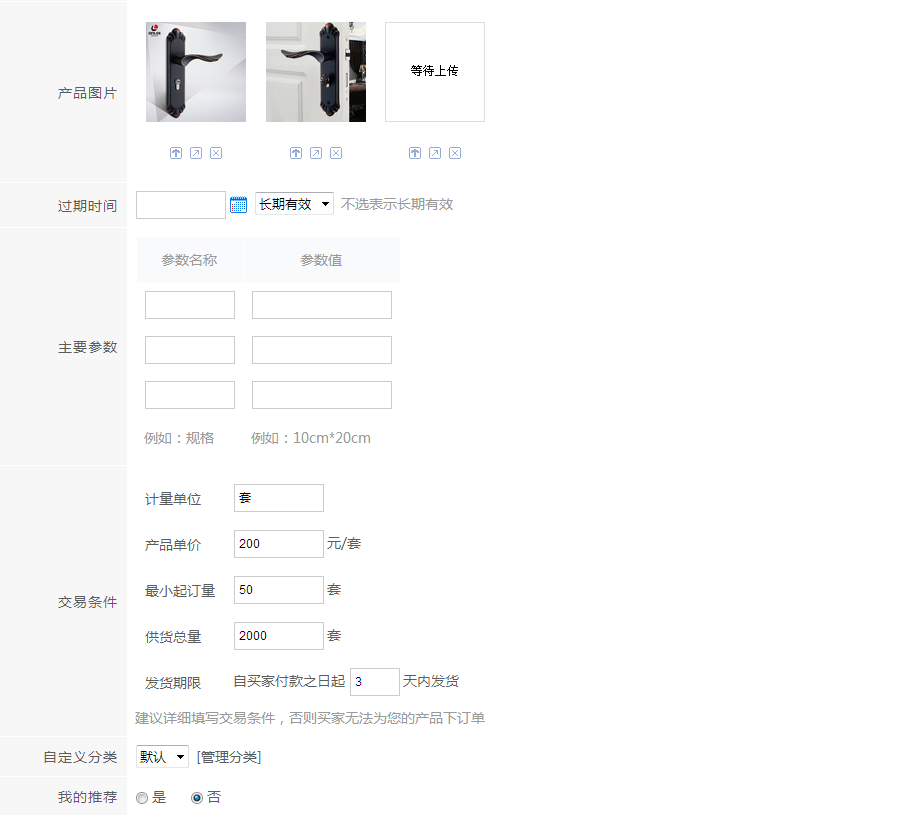 产品图片
等待上传
过期时间
长期有效 不选表示长期有效
主要参数
参数名称 参数值
例如：规格 例如：10cm*20cm
交易条件
计量单位 套
产品单价 200 元/套
最小起订量 50 套
供货总量 2000 套
发货期限 自买家付款之日起 3 天内发货
建议详细填写交易条件，否则买家无法为您的产品下订单
自定义分类 默认 [管理分类]
我的推荐 是 否